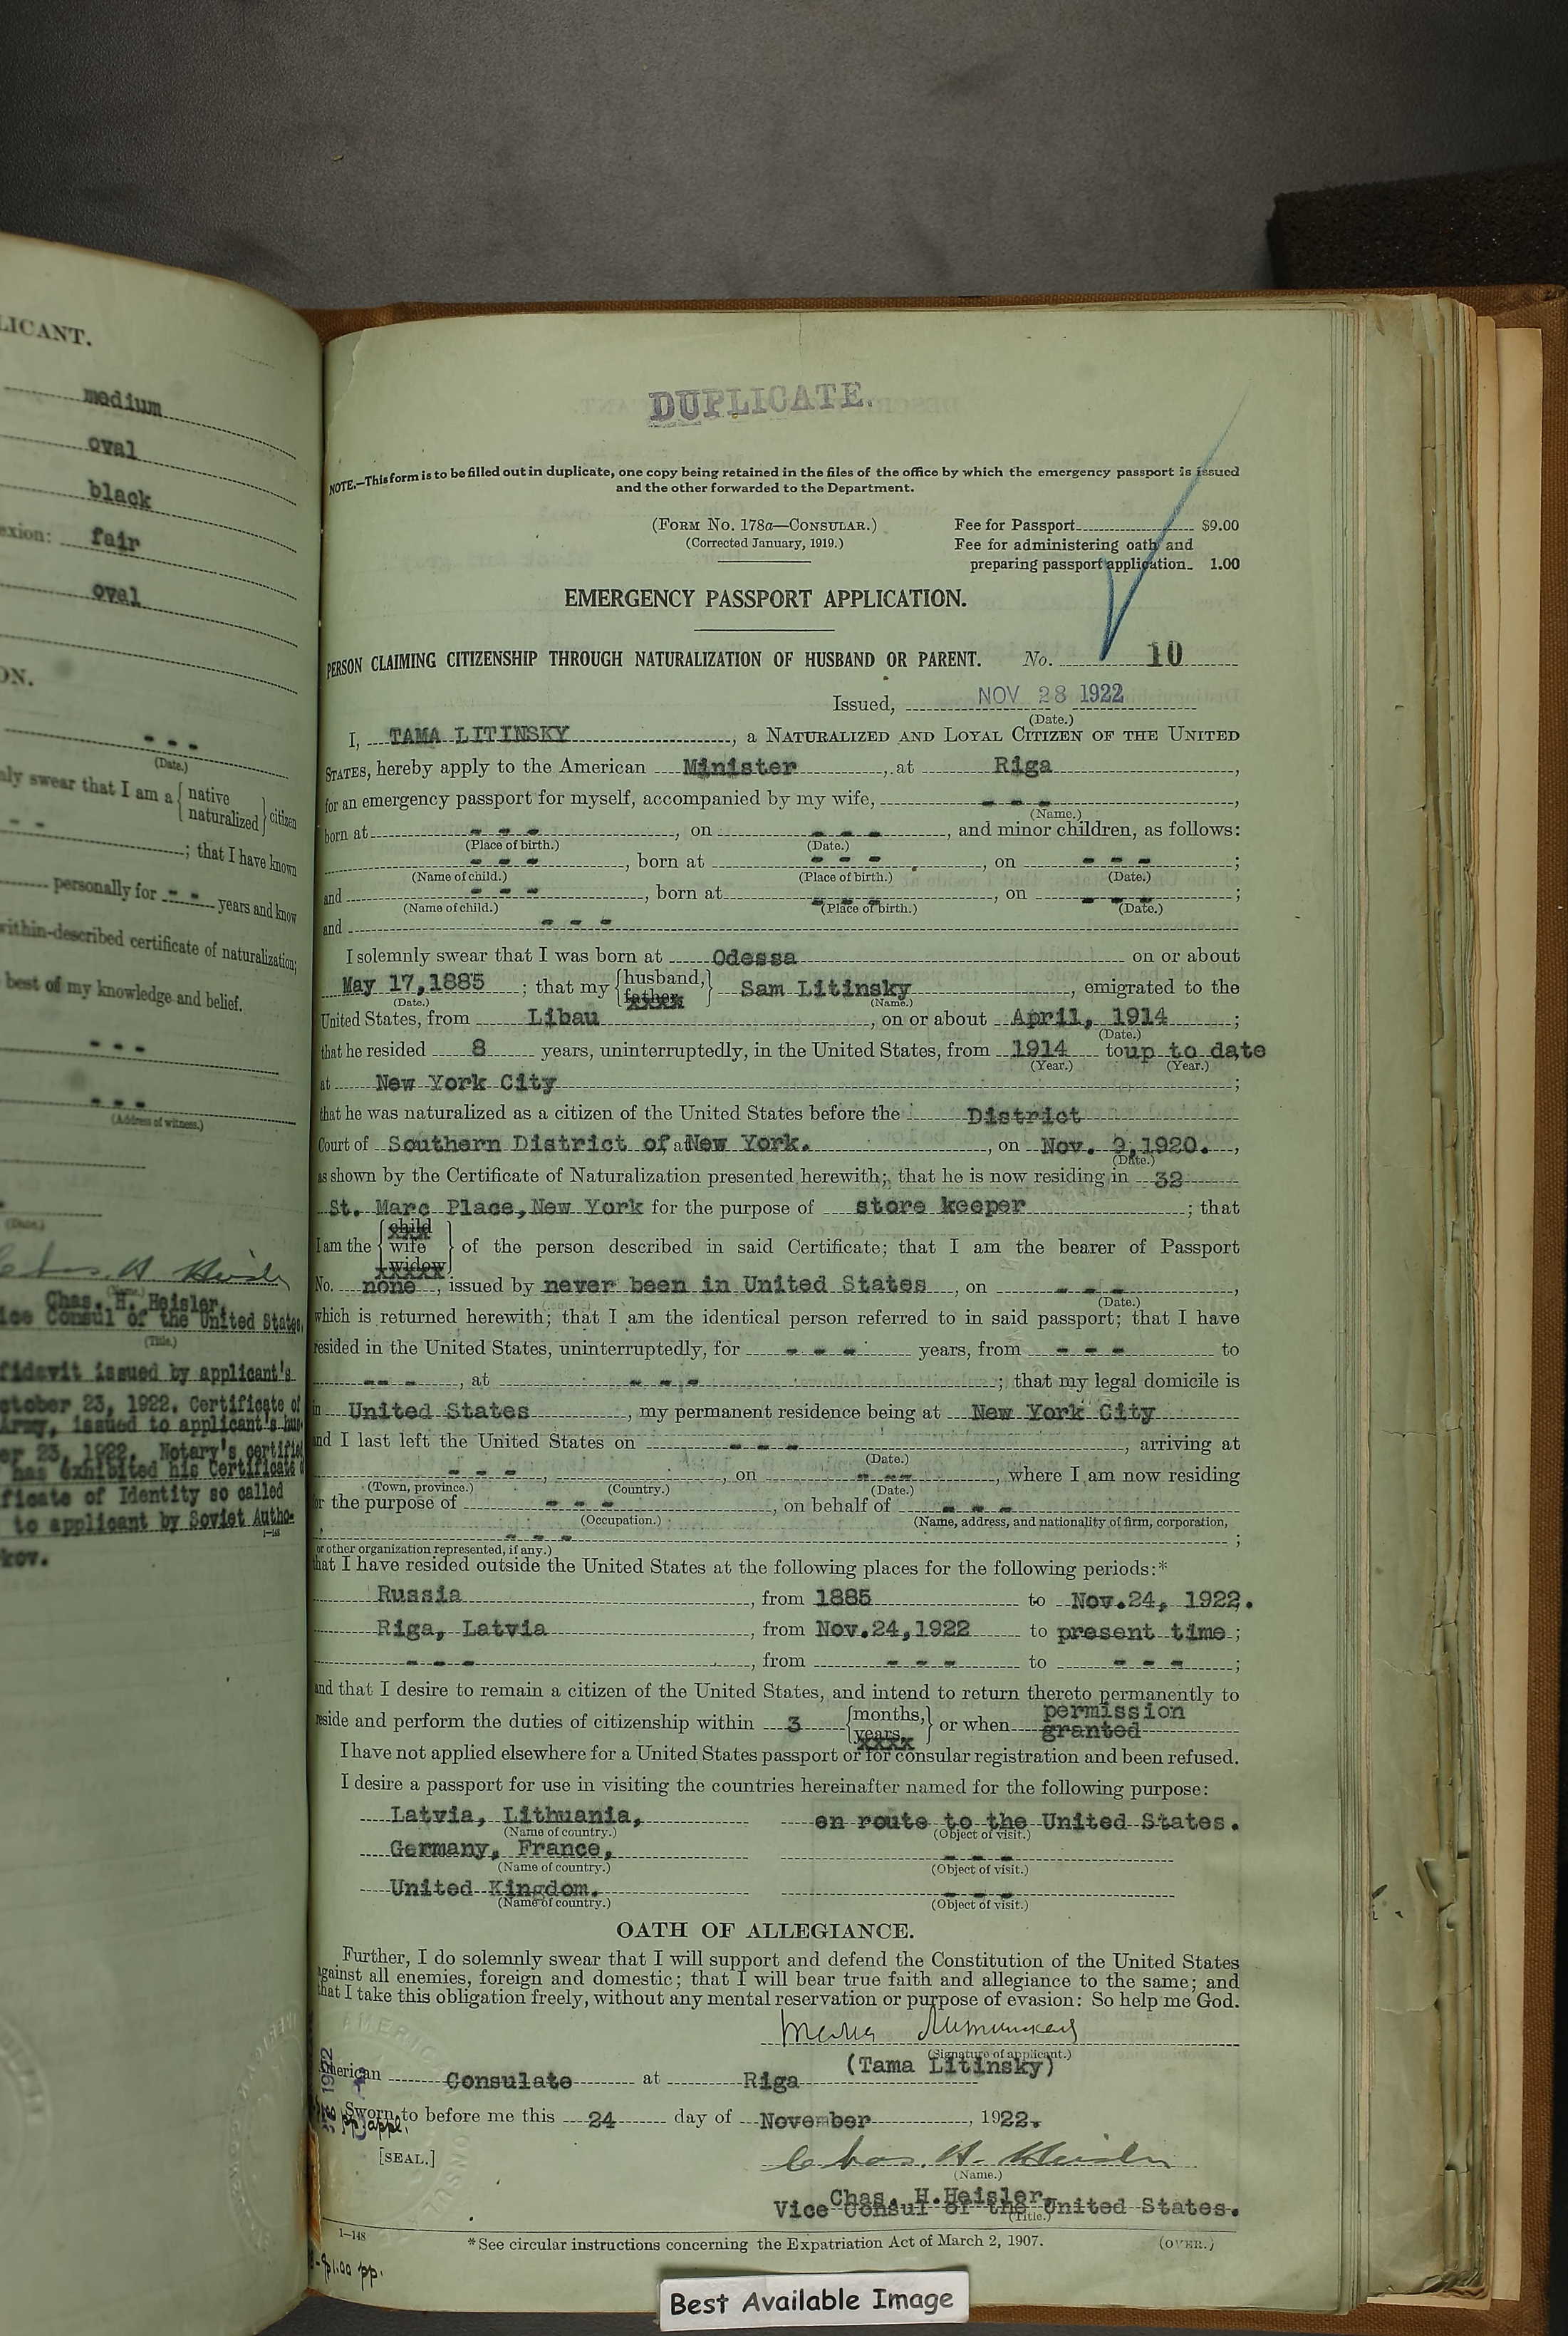 LICANT.
medium
oval
black
exion: fair
oval
ON.
- - -
(Date.)
swear that I am a { native naturalized } citizen
- -
; that I have known
personally for - - years and know
within-described certificate of naturalization;
best of my knowledge and belief.
- - -
- - -
(Address of witness.)
(Date.)
Chas. H. Heisler
Chas. H. Heisler,
ice Consul of the United States.
(Title.)
fidavit issued by applicant's
ctober 23, 1922. Certificate of
Army, issued to applicant's hus-
er 23, 1922. Notary's certifi
has exhibited his Certificate
ficate of Identity so called
to applicant by Soviet Autho-
1-148
kov.
DUPLICATE.
NOTE.—This form is to be filled out in duplicate, one copy being retained in the files of the office by which the emergency passport is issued
and the other forwarded to the Department.
(FORM No. 178a—CONSULAR.)
(Corrected January, 1919.)
Fee for Passport $9.00
Fee for administering oath and
preparing passport application 1.00
EMERGENCY PASSPORT APPLICATION.
PERSON CLAIMING CITIZENSHIP THROUGH NATURALIZATION OF HUSBAND OR PARENT. No. 10
Issued, NOV 28 1922
(Date.)
I, TAMA LITINSKY, a NATURALIZED AND LOYAL CITIZEN OF THE UNITED
STATES, hereby apply to the American Minister, at Riga,
for an emergency passport for myself, accompanied by my wife, - - -,
(Name.)
born at - - -, on - - -, and minor children, as follows:
(Place of birth.) (Date.)
- - -, born at - - -, on - - -;
(Name of child.) (Place of birth.) (Date.)
and - - -, born at - - -, on - - -;
(Name of child.) (Place of birth.) (Date.)
and - - -
I solemnly swear that I was born at Odessa on or about
May 17,1885; that my { husband, father xxxxx } Sam Litinsky, emigrated to the
(Date.) (Name.)
United States, from Libau, on or about April, 1914;
(Date.)
that he resided 8 years, uninterruptedly, in the United States, from 1914 to up to date
(Year.) (Year.)
at New York City;
that he was naturalized as a citizen of the United States before the District
Court of Southern District of, at New York., on Nov. 9,1920.,
(Date.)
as shown by the Certificate of Naturalization presented herewith; that he is now residing in 32
St. Marc Place, New York for the purpose of store keeper; that
I am the { child xxx wife widow xxxxx } of the person described in said Certificate; that I am the bearer of Passport
No. none, issued by never been in United States, on - - -,
(Date.)
which is returned herewith; that I am the identical person referred to in said passport; that I have
resided in the United States, uninterruptedly, for - - - years, from - - - to
- - -, at - - -; that my legal domicile is
in United States, my permanent residence being at New York City
and I last left the United States on - - -, arriving at
(Date.)
- - -, on - - -, where I am now residing
(Town, province.) (Country.) (Date.)
for the purpose of - - -, on behalf of - - -
(Occupation.) (Name, address, and nationality of firm, corporation,
- - -;
or other organization represented, if any.)
that I have resided outside the United States at the following places for the following periods:*
Russia, from 1885 to Nov.24, 1922.
Riga, Latvia, from Nov.24,1922 to present time;
- - -, from - - - to - - -;
and that I desire to remain a citizen of the United States, and intend to return thereto permanently to
reside and perform the duties of citizenship within 3 { months, years xxxx } or when permission granted
I have not applied elsewhere for a United States passport or for consular registration and been refused.
I desire a passport for use in visiting the countries hereinafter named for the following purpose:
Latvia, Lithuania, en route to the United States.
(Name of country.) (Object of visit.)
Germany, France, - - -
(Name of country.) (Object of visit.)
United Kingdom. - - -
(Name of country.) (Object of visit.)
OATH OF ALLEGIANCE.
Further, I do solemnly swear that I will support and defend the Constitution of the United States
against all enemies, foreign and domestic; that I will bear true faith and allegiance to the same; and
that I take this obligation freely, without any mental reservation or purpose of evasion: So help me God.
(Signature of applicant.)
(Tama Litinsky)
American Consulate at Riga
Sworn to before me this 24 day of November, 1922.
pp appl.
[SEAL.]
Chas. H. Heisler
(Name.)
Chas. H.Heisler,
Vice Consul of the United States.
(Title.)
1—148
*See circular instructions concerning the Expatriation Act of March 2, 1907.
(OVER.)
$1.00 pp.
Best Available Image